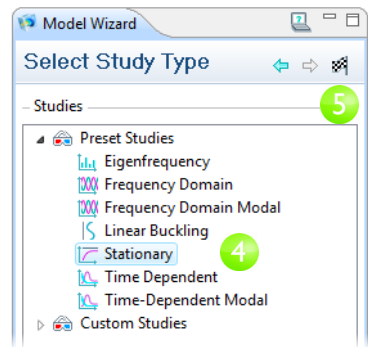 Model Wizard
Select Study Type
5
Studies
Preset Studies
Eigenfrequency
Frequency Domain
Frequency Domain Modal
Linear Buckling
Stationary
4
Time Dependent
Time-Dependent Modal
Custom Studies